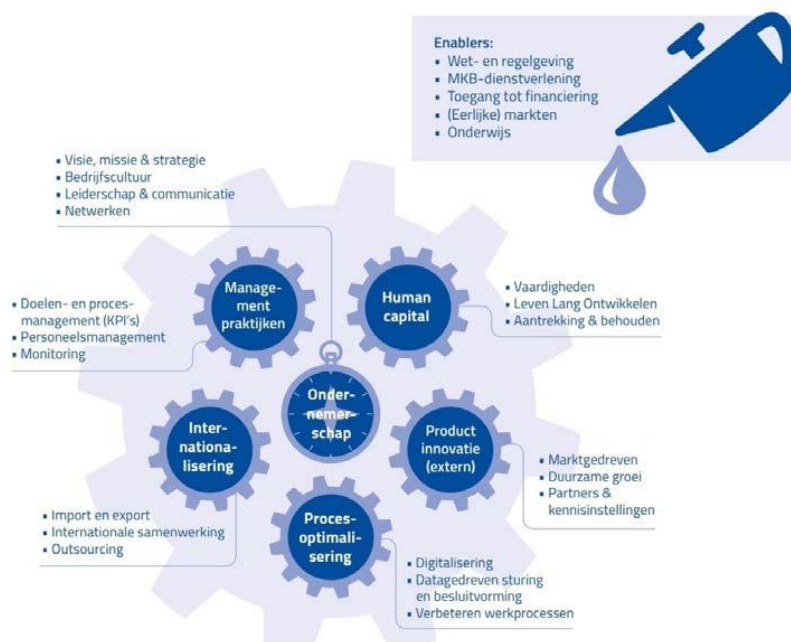 Enablers:
▪ Wet- en regelgeving
▪ MKB-dienstverlening
▪ Toegang tot financiering
▪ (Eerlijke) markten
▪ Onderwijs
▪ Visie, missie & strategie
▪ Bedrijfscultuur
▪ Leiderschap & communicatie
▪ Netwerken
Manage-
ment
praktijken
Human
capital
▪ Vaardigheden
▪ Leven Lang Ontwikkelen
▪ Aantrekking & behouden
▪ Doelen- en proces-
management (KPI's)
▪ Personeelsmanagement
▪ Monitoring
Onder-
nemer-
schap
Inter-
nationa-
lisering
Product
innovatie
(extern)
▪ Marktgedreven
▪ Duurzame groei
▪ Partners &
kennisinstellingen
▪ Import en export
▪ Internationale samenwerking
▪ Outsourcing
Proces-
optimali-
sering
▪ Digitalisering
▪ Datagedreven sturing
en besluitvorming
▪ Verbeteren werkprocessen